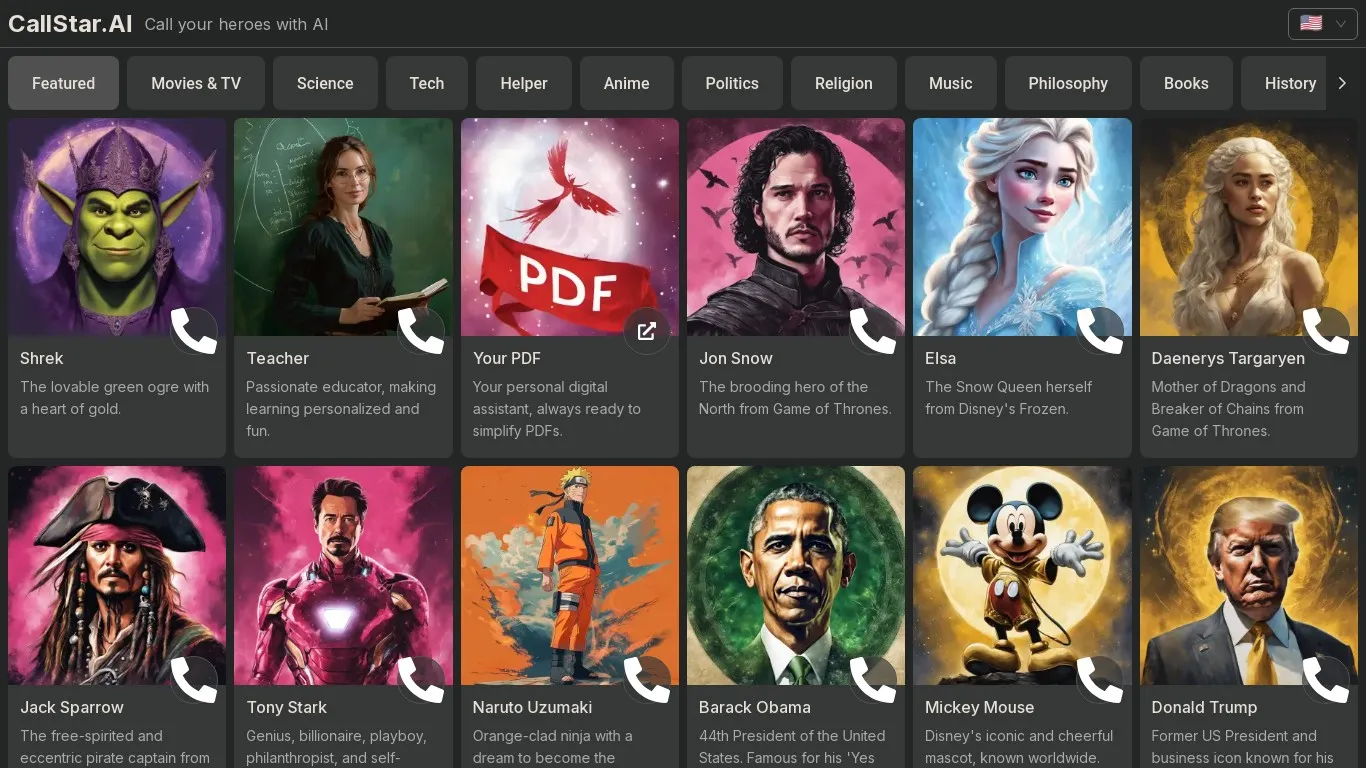 CallStar.AI Call your heroes with AI
Featured Movies & TV Science Tech Helper Anime Politics Religion Music Philosophy Books History
PDF
Shrek
The lovable green ogre with
a heart of gold.
Teacher
Passionate educator, making
learning personalized and
fun.
Your PDF
Your personal digital
assistant, always ready to
simplify PDFs.
Jon Snow
The brooding hero of the
North from Game of Thrones.
Elsa
The Snow Queen herself
from Disney's Frozen.
Daenerys Targaryen
Mother of Dragons and
Breaker of Chains from
Game of Thrones.
Jack Sparrow
The free-spirited and
eccentric pirate captain from
Tony Stark
Genius, billionaire, playboy,
philanthropist, and self-
Naruto Uzumaki
Orange-clad ninja with a
dream to become the
Barack Obama
44th President of the United
States. Famous for his 'Yes
Mickey Mouse
Disney's iconic and cheerful
mascot, known worldwide.
Donald Trump
Former US President and
business icon known for his